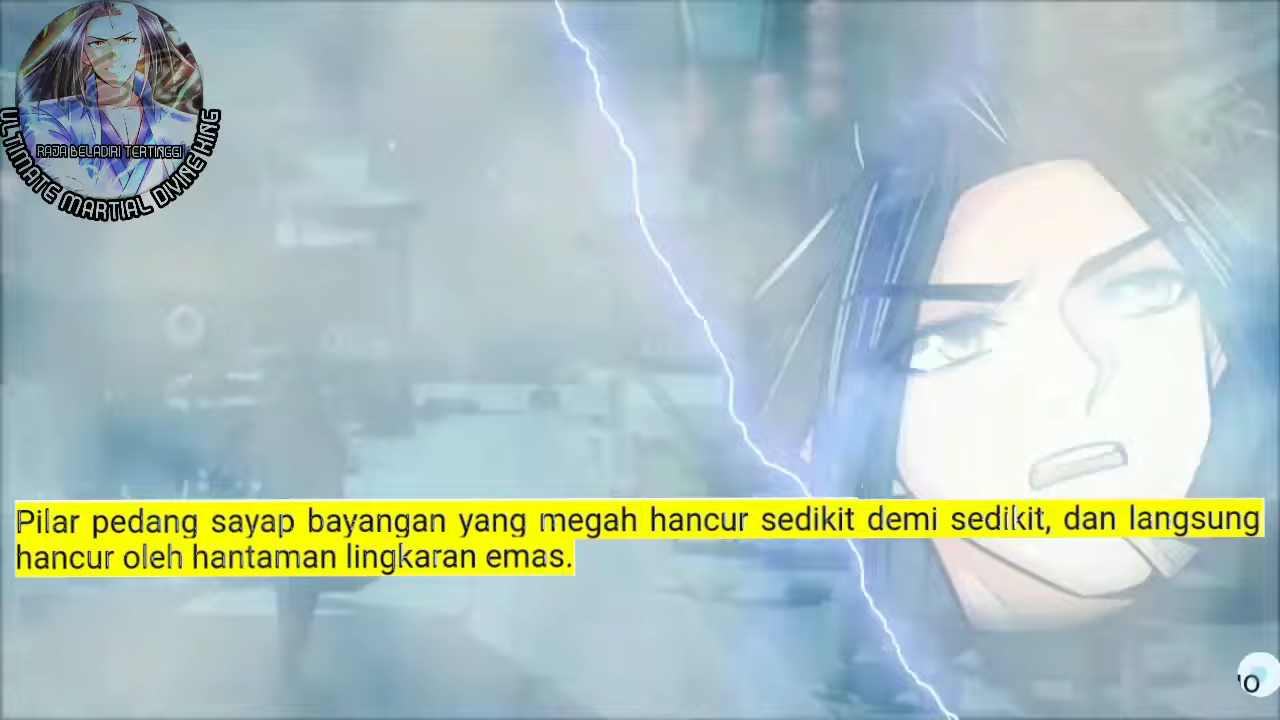 RAJA BELADIRI TERTINGGI
ULTIMATE MARTIAL DIVINE KING
Pilar pedang sayap bayangan yang megah hancur sedikit demi sedikit, dan langsung
hancur oleh hantaman lingkaran emas.